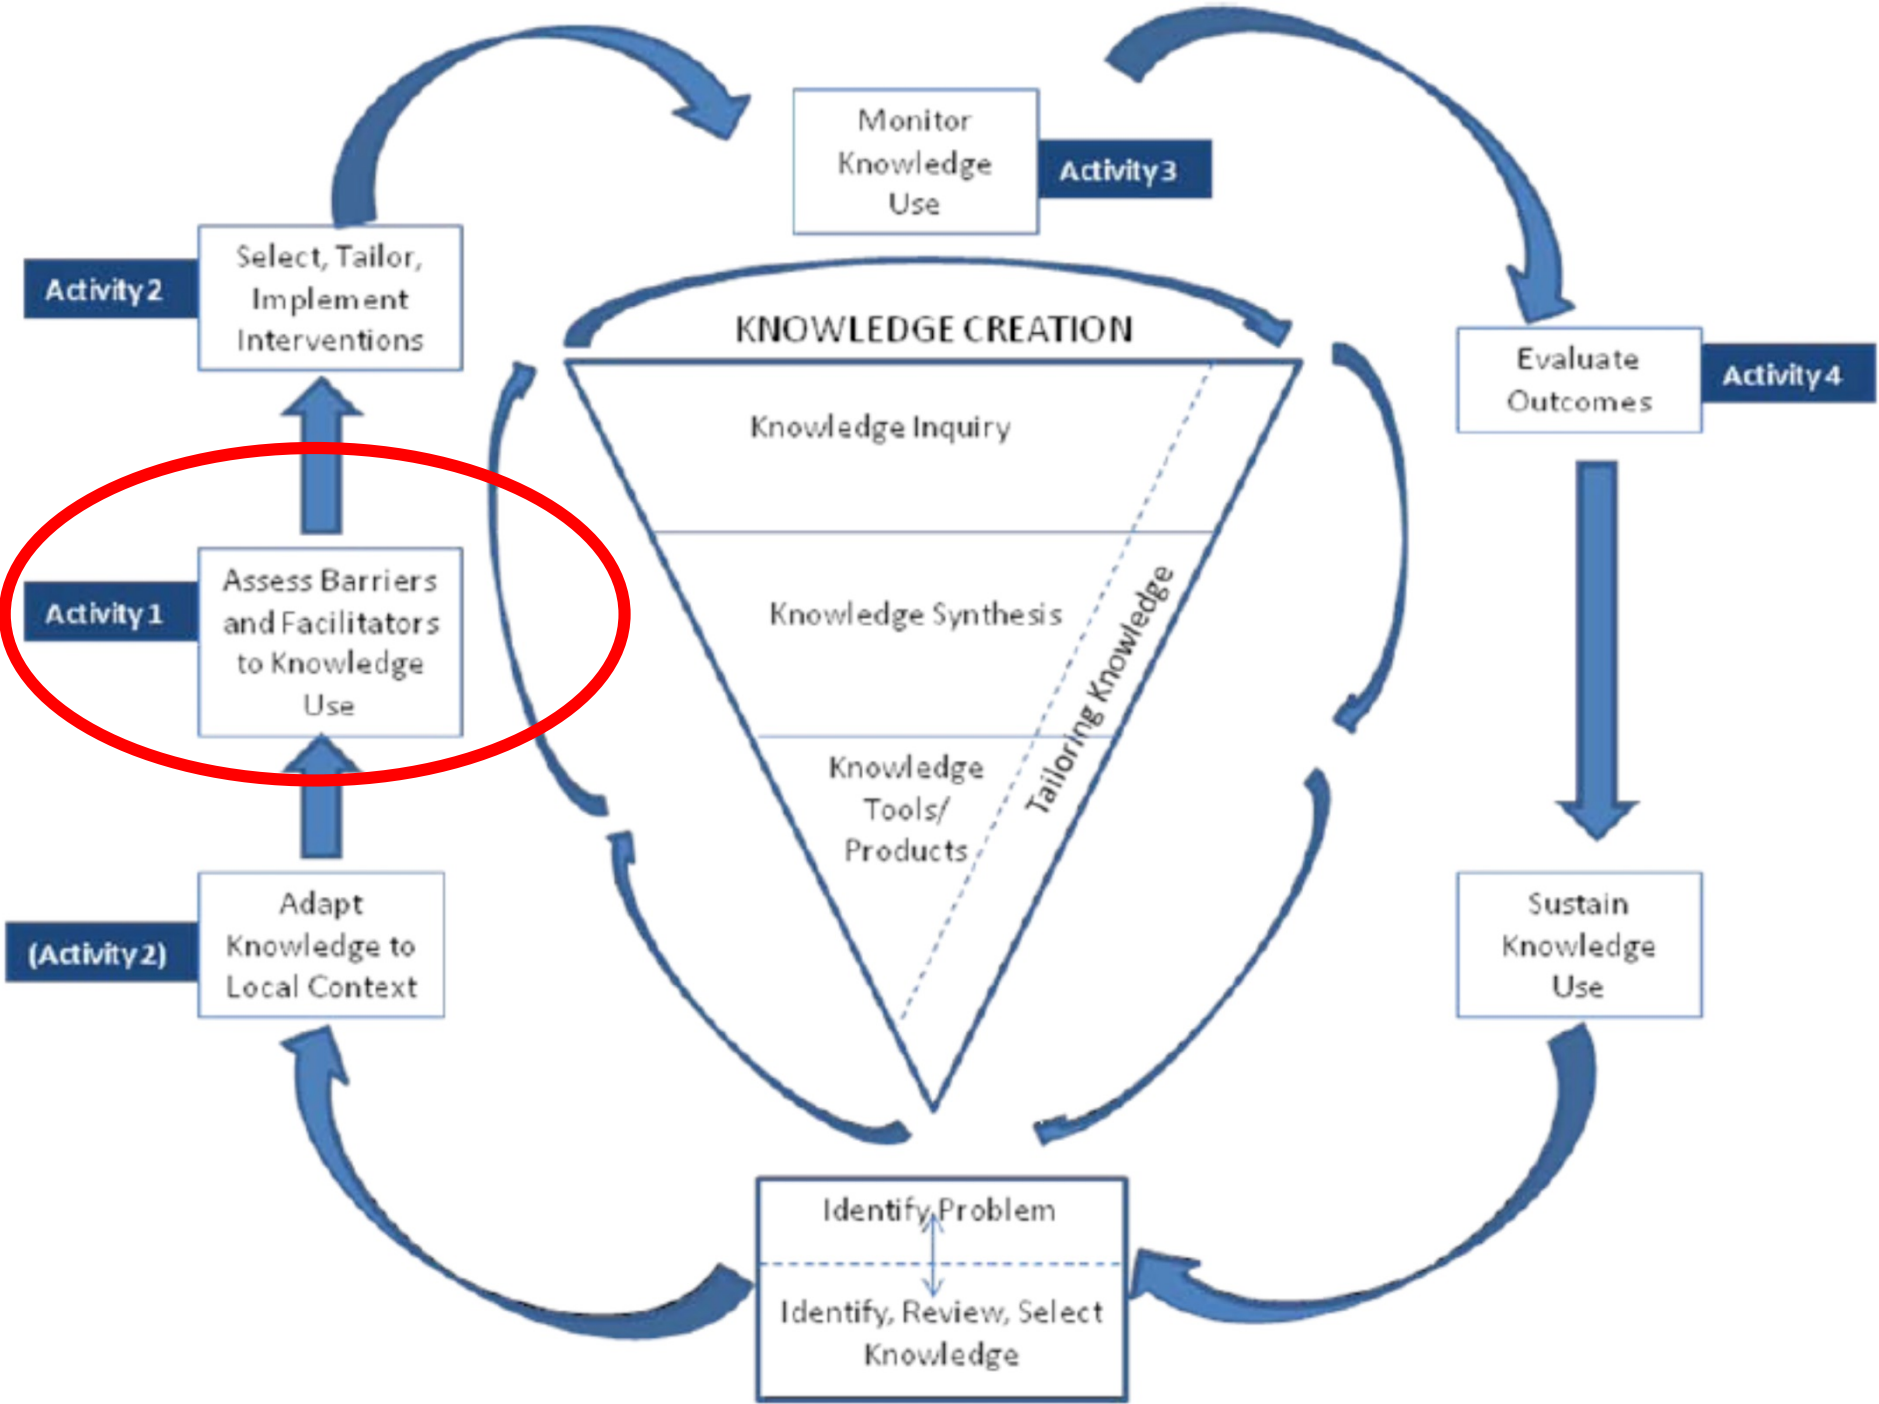 Monitor
Knowledge
Use
Activity 3
Select, Tailor,
Implement
Interventions
Activity 2
KNOWLEDGE CREATION
Evaluate
Outcomes
Activity 4
Knowledge Inquiry
Assess Barriers
and Facilitators
to Knowledge
Use
Activity 1
Knowledge Synthesis
Tailoring Knowledge
Knowledge
Tools/
Products
Adapt
Knowledge to
Local Context
(Activity 2)
Sustain
Knowledge
Use
Identify Problem
Identify, Review, Select
Knowledge